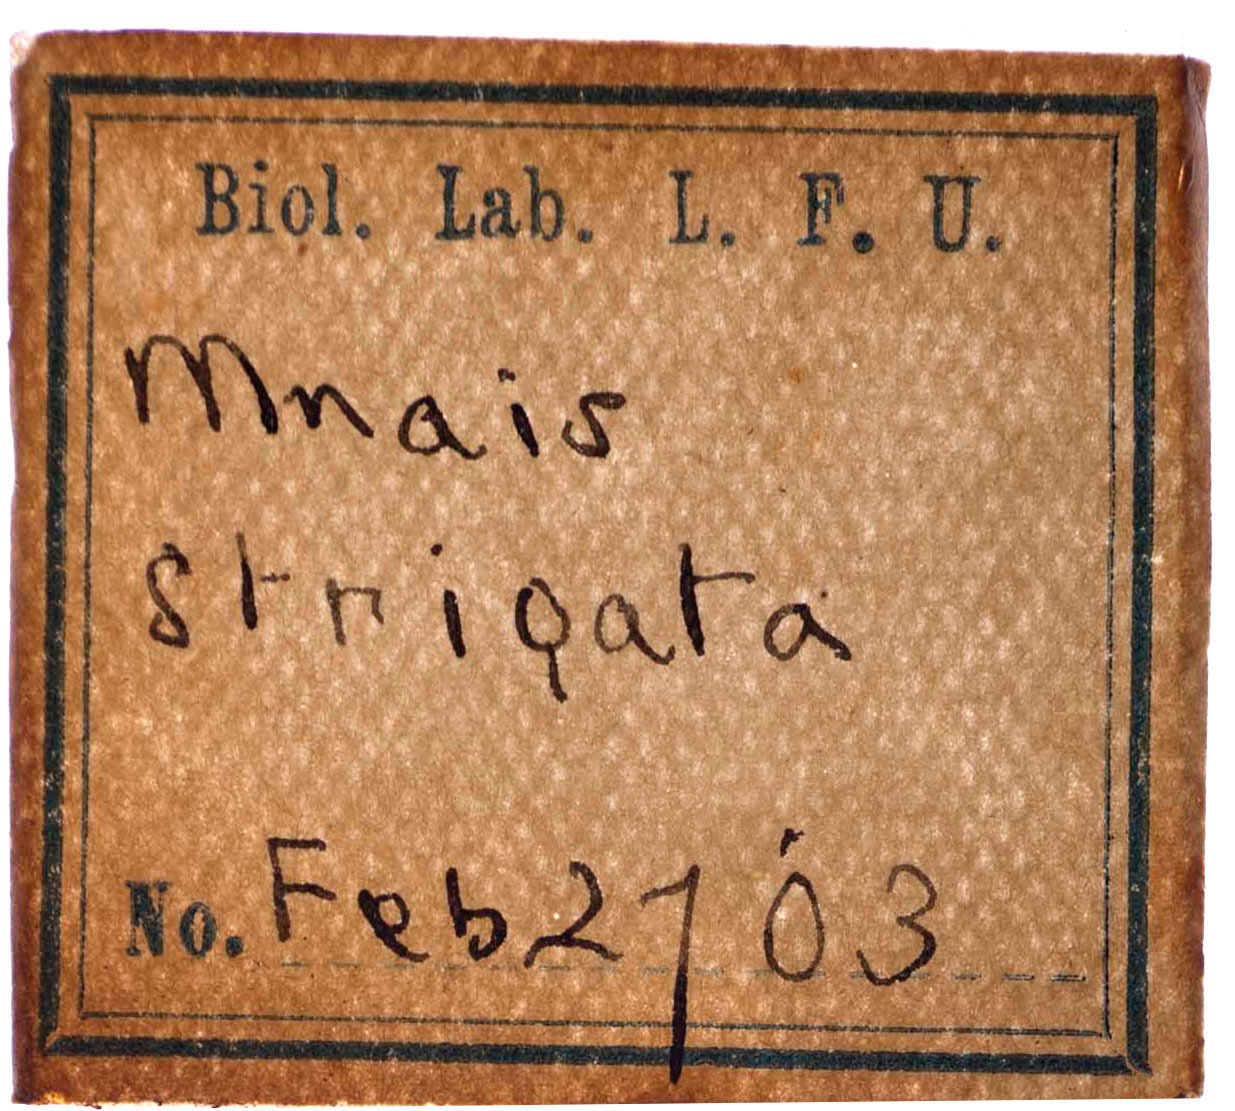 Biol. Lab. L. F. U.
Mnais
strigata
No. Feb 27 '03